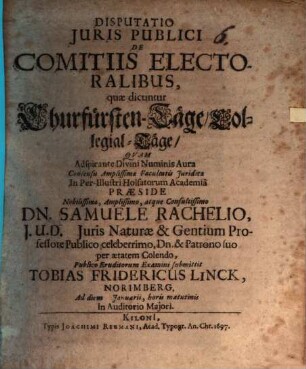 6.
DISPUTATIO
JURIS PUBLICI
DE
COMITIIS ELECTO-
RALIBUS,
quæ dicuntur
Churfürsten-Täge/ Col-
legial-Täge/
QUAM
Adspirante Divini Numinis Aura
Consensu Amplissimæ Facultatis Juridicæ
In Per-Illustri Holsatorum Academiâ
PRÆSIDE
Nobilissimo, Amplissimo, atque Consultissimo
DN. SAMUELE RACHELIO,
J.U.D. Juris Naturæ & Gentium Pro-
fessore Publico celeberrimo, Dn. & Patrono suo
per ætatem Colendo,
Publico Eruditorum Examini submittit
TOBIAS FRIDERICUS LINCK,
NORIMBERG,
Ad diem Januarii, horis matutinis
In Auditorio Majori.
KILONI,
Typis JOACHIMI REUMANI, Acad. Typogr. An. Chr. 1697.